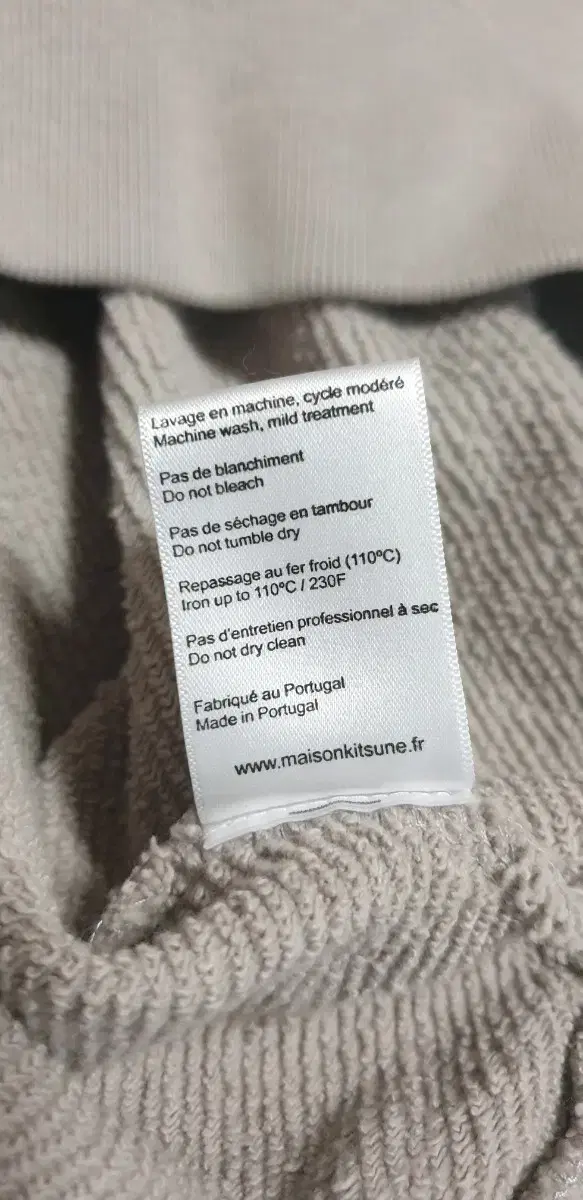 Lavage en machine, cycle modéré
Machine wash, mild treatment
Pas de blanchiment
Do not bleach
Pas de séchage en tambour
Do not tumble dry
Repassage au fer froid (110ºC)
Iron up to 110ºC / 230F
Pas d'entretien professionnel à sec
Do not dry clean
Fabriqué au Portugal
Made in Portugal
www.maisonkitsune.fr